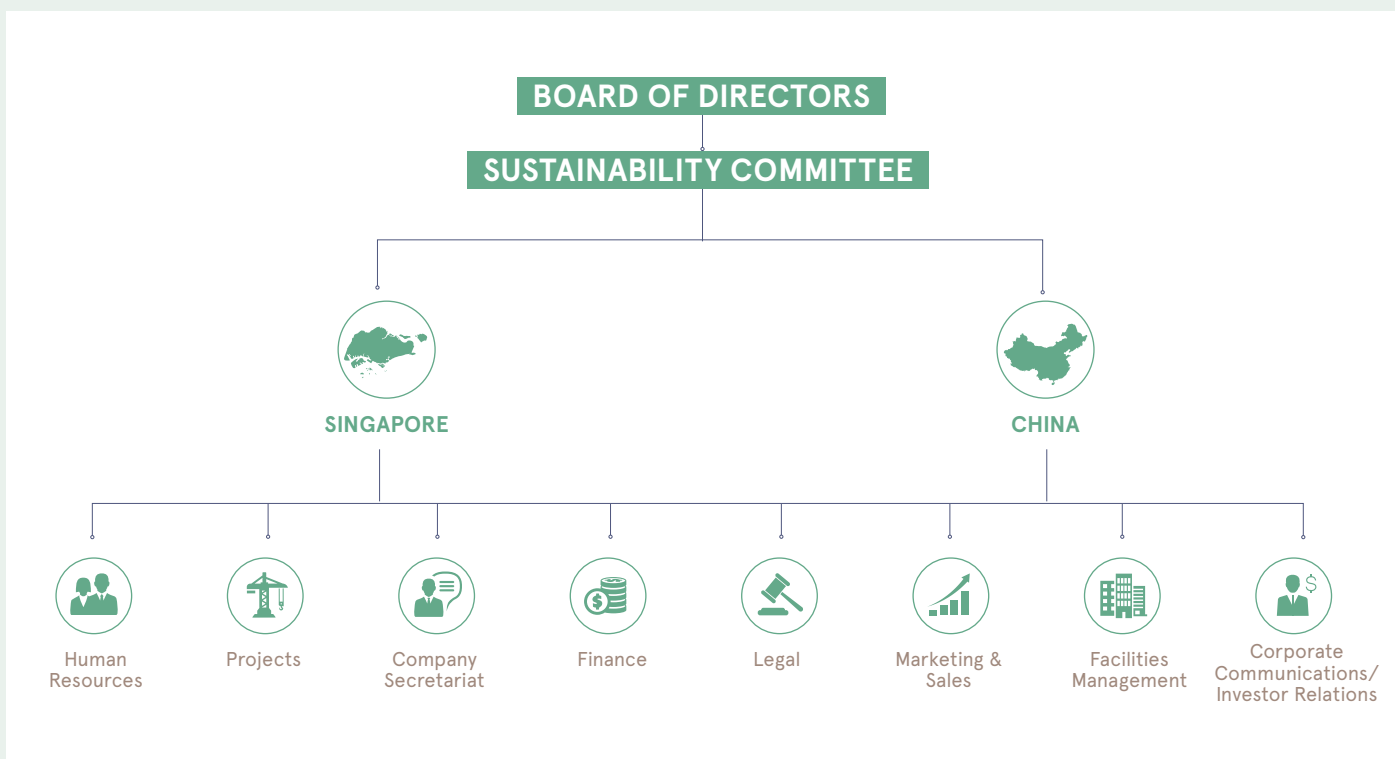 BOARD OF DIRECTORS
SUSTAINABILITY COMMITTEE
SINGAPORE
CHINA
Human
Resources
Projects
Company
Secretariat
Finance
Legal
Marketing &
Sales
Facilities
Management
Corporate
Communications/
Investor Relations